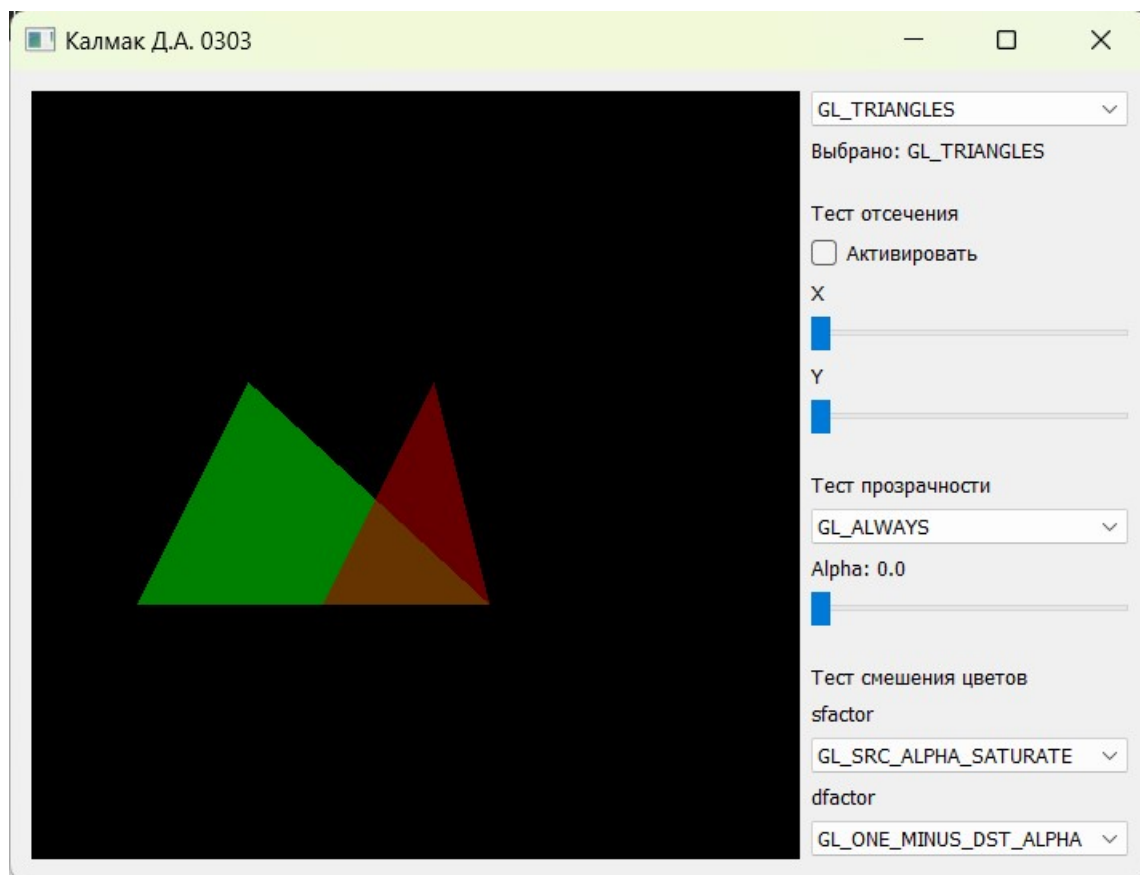 Калмак Д.А. 0303
GL_TRIANGLES
Выбрано: GL_TRIANGLES
Тест отсечения
Активировать
X
Y
Тест прозрачности
GL_ALWAYS
Alpha: 0.0
Тест смешения цветов
sfactor
GL_SRC_ALPHA_SATURATE
dfactor
GL_ONE_MINUS_DST_ALPHA